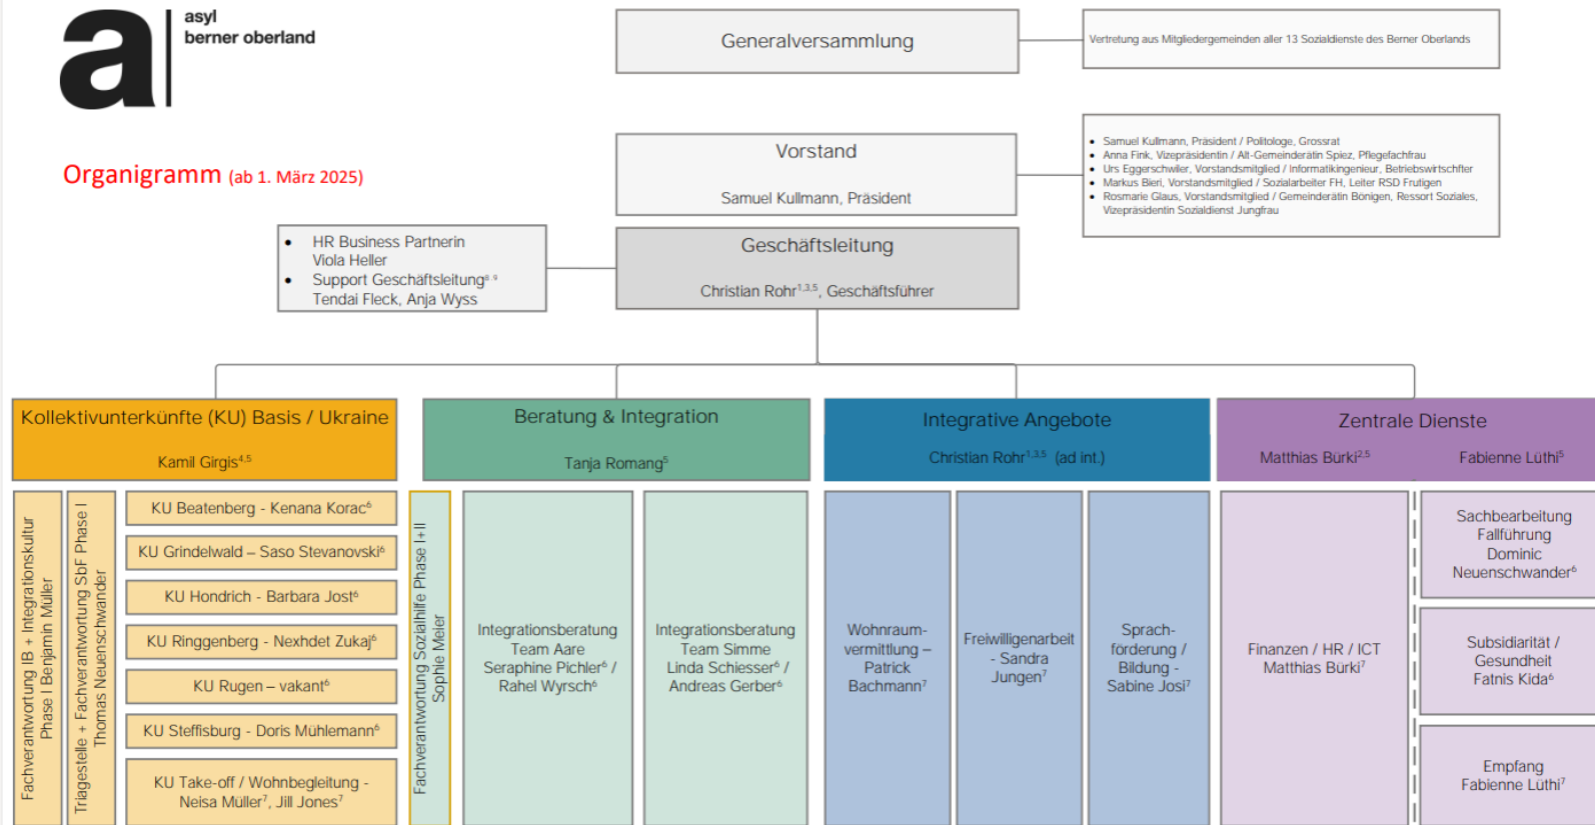 a
asyl
berner oberland
Organigramm (ab 1. März 2025)
Generalversammlung
Vertretung aus Mitgliedergemeinden aller 13 Sozialdienste des Berner Oberlands
Vorstand
Samuel Kullmann, Präsident
• Samuel Kullmann, Präsident / Politologe, Grossrat
• Anna Fink, Vizepräsidentin / Alt-Gemeinderätin Spiez, Pflegefachfrau
• Urs Eggerschwiler, Vorstandsmitglied / Informatikingenieur, Betriebswirtschfter
• Markus Bieri, Vorstandsmitglied / Sozialarbeiter FH, Leiter RSD Frutigen
• Rosmarie Glaus, Vorstandsmitglied / Gemeinderätin Bönigen, Ressort Soziales,
Vizepräsidentin Sozialdienst Jungfrau
• HR Business Partnerin
Viola Heller
• Support Geschäftsleitung⁸·⁹
Tendai Fleck, Anja Wyss
Geschäftsleitung
Christian Rohr¹,³,⁵, Geschäftsführer
Kollektivunterkünfte (KU) Basis / Ukraine
Kamil Girgis⁴,⁵
Fachverantwortung IB + Integrationskultur
Phase I Benjamin Müller
Triagestelle + Fachverantwortung SbF Phase I
Thomas Neuenschwander
KU Beatenberg - Kenana Korac⁶
KU Grindelwald – Saso Stevanovski⁶
KU Hondrich - Barbara Jost⁶
KU Ringgenberg - Nexhdet Zukaj⁶
KU Rugen – vakant⁶
KU Steffisburg - Doris Mühlemann⁶
KU Take-off / Wohnbegleitung -
Neisa Müller⁷, Jill Jones⁷
Beratung & Integration
Tanja Romang⁵
Fachverantwortung Sozialhilfe Phase I+II
Sophie Meier
Integrationsberatung
Team Aare
Seraphine Pichler⁶ /
Rahel Wyrsch⁶
Integrationsberatung
Team Simme
Linda Schiesser⁶ /
Andreas Gerber⁶
Integrative Angebote
Christian Rohr¹,³,⁵ (ad int.)
Wohnraum-
vermittlung –
Patrick
Bachmann⁷
Freiwilligenarbeit
- Sandra
Jungen⁷
Sprach-
förderung /
Bildung -
Sabine Josi⁷
Zentrale Dienste
Matthias Bürki²,⁵
Fabienne Lüthi⁵
Finanzen / HR / ICT
Matthias Bürki⁷
Sachbearbeitung
Fallführung
Dominic
Neuenschwander⁶
Subsidiarität /
Gesundheit
Fatnis Kida⁶
Empfang
Fabienne Lüthi⁷